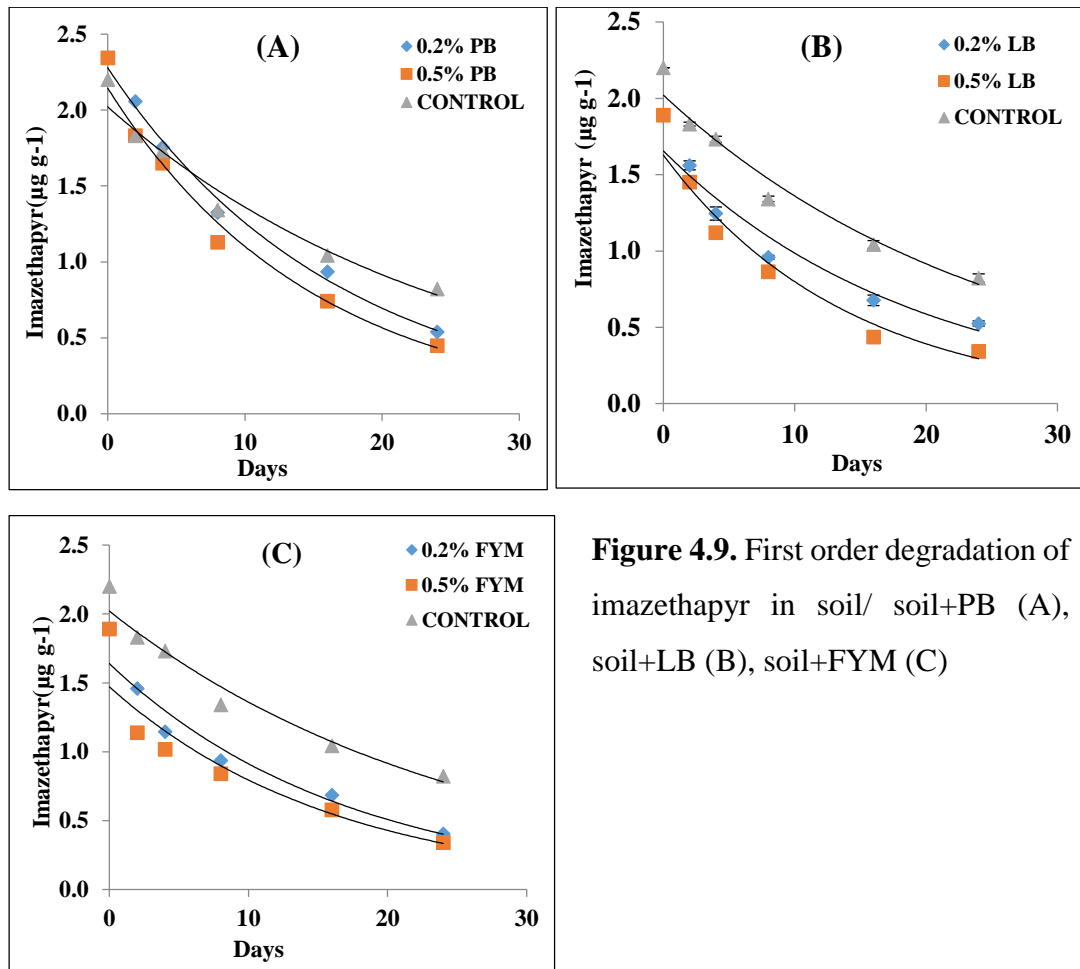 (A)
0.2% PB
0.5% PB
CONTROL
Imazethapyr(µg g-1)
2.5
2.0
1.5
1.0
0.5
0.0
0 10 20 30
Days
(B)
0.2% LB
0.5% LB
CONTROL
Imazethapyr (µg g-1)
2.5
2.0
1.5
1.0
0.5
0.0
0 10 20 30
Days
(C)
0.2% FYM
0.5% FYM
CONTROL
Imazethapyr(µg g-1)
2.5
2.0
1.5
1.0
0.5
0.0
0 10 20 30
Days
Figure 4.9. First order degradation of
imazethapyr in soil/ soil+PB (A),
soil+LB (B), soil+FYM (C)